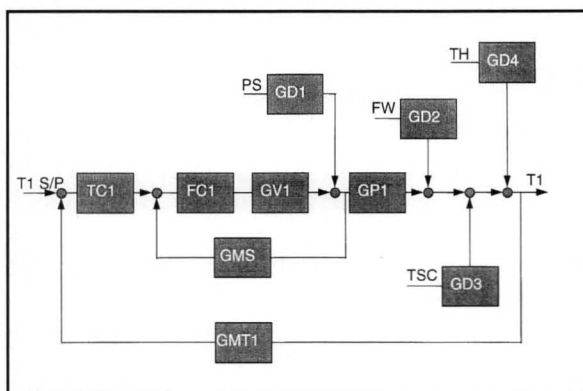 TH GD4
PS GD1
FW GD2
T1 S/P TC1 FC1 GV1 GP1 T1
GMS
TSC GD3
GMT1